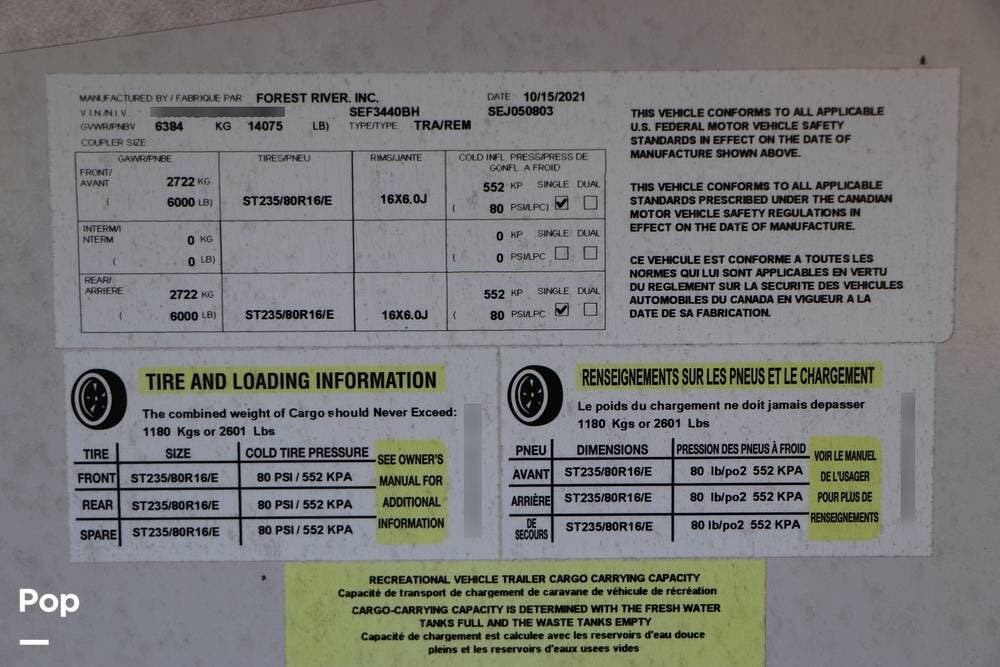 MANUFACTURED BY / FABRIQUE PAR FOREST RIVER. INC. DATE 10/15/2021
V I N/N I V SEF3440BH SEJ050803
GVWR/PNBV 6384 KG 14075 LB) TYPE/TYPE TRA/REM
COUPLER SIZE
GAWR/PNBE TIRES/PNEU RIMS/JANTE COLD INFL PRESS/PRESS DE
GONFL A FROID
FRONT/
AVANT 2722 KG 552 KP SINGLE DUAL
( 6000 LB) ST235/80R16/E 16X6.0J ( 80 PSI/LPC)
INTERM/I
NTERM 0 KG 0 KP SINGLE DUAL
( 0 LB) ( 0 PSI/LPC
REAR/
ARRIERE 2722 KG 552 KP SINGLE DUAL
( 6000 LB) ST235/80R16/E 16X6.0J ( 80 PSI/LPC
THIS VEHICLE CONFORMS TO ALL APPLICABLE
U.S. FEDERAL MOTOR VEHICLE SAFETY
STANDARDS IN EFFECT ON THE DATE OF
MANUFACTURE SHOWN ABOVE.
THIS VEHICLE CONFORMS TO ALL APPLICABLE
STANDARDS PRESCRIBED UNDER THE CANADIAN
MOTOR VEHICLE SAFETY REGULATIONS IN
EFFECT ON THE DATE OF MANUFACTURE.
CE VEHICULE EST CONFORME A TOUTES LES
NORMES QUI LUI SONT APPLICABLES EN VERTU
DU REGLEMENT SUR LA SECURITE DES VEHICULES
AUTOMOBILES DU CANADA EN VIGUEUR A LA
DATE DE SA FABRICATION.
TIRE AND LOADING INFORMATION
The combined weight of Cargo should Never Exceed:
1180 Kgs or 2601 Lbs
TIRE SIZE COLD TIRE PRESSURE
FRONT ST235/80R16/E 80 PSI / 552 KPA
REAR ST235/80R16/E 80 PSI / 552 KPA
SPARE ST235/80R16/E 80 PSI / 552 KPA
SEE OWNER'S
MANUAL FOR
ADDITIONAL
INFORMATION
RENSEIGNEMENTS SUR LES PNEUS ET LE CHARGEMENT
Le poids du chargement ne doit jamais depasser
1180 Kgs or 2601 Lbs
PNEU DIMENSIONS PRESSION DES PNEUS À FROID
AVANT ST235/80R16/E 80 lb/po2 552 KPA
ARRIÈRE ST235/80R16/E 80 lb/po2 552 KPA
DE
SECOURS ST235/80R16/E 80 lb/po2 552 KPA
VOIR LE MANUEL
DE L'USAGER
POUR PLUS DE
RENSEIGNEMENTS
RECREATIONAL VEHICLE TRAILER CARGO CARRYING CAPACITY
Capacité de transport de chargement de caravane de véhicule de récréation
CARGO-CARRYING CAPACITY IS DETERMINED WITH THE FRESH WATER
TANKS FULL AND THE WASTE TANKS EMPTY
Capacité de chargement est calculee avec les reservoirs d'eau douce
pleins et les reservoirs d'eaux usees vides
Pop